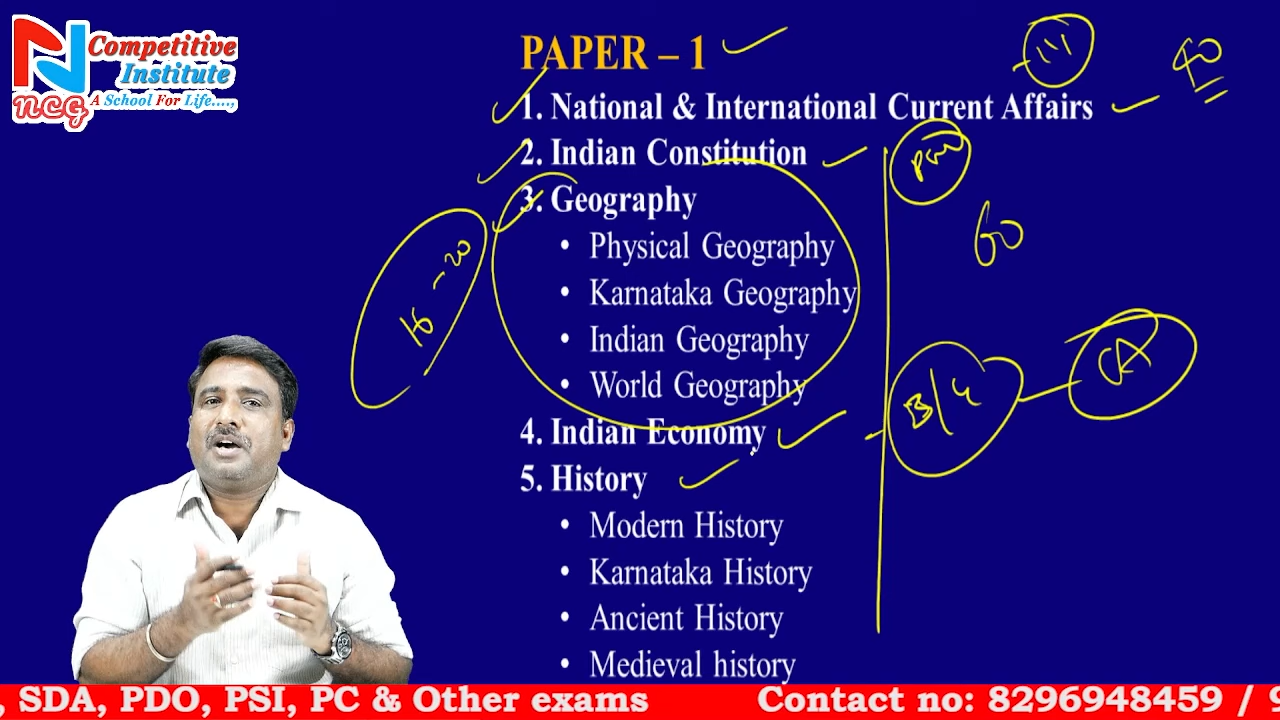 Competitive
Institute
NCG A School For Life....,
PAPER – 1
1. National & International Current Affairs
2. Indian Constitution
3. Geography
• Physical Geography
• Karnataka Geography
• Indian Geography
• World Geography
4. Indian Economy
5. History
• Modern History
• Karnataka History
• Ancient History
• Medieval history
40
60
16 - 20
B/G
CA
, SDA, PDO, PSI, PC & Other exams
Contact no: 8296948459 / 9